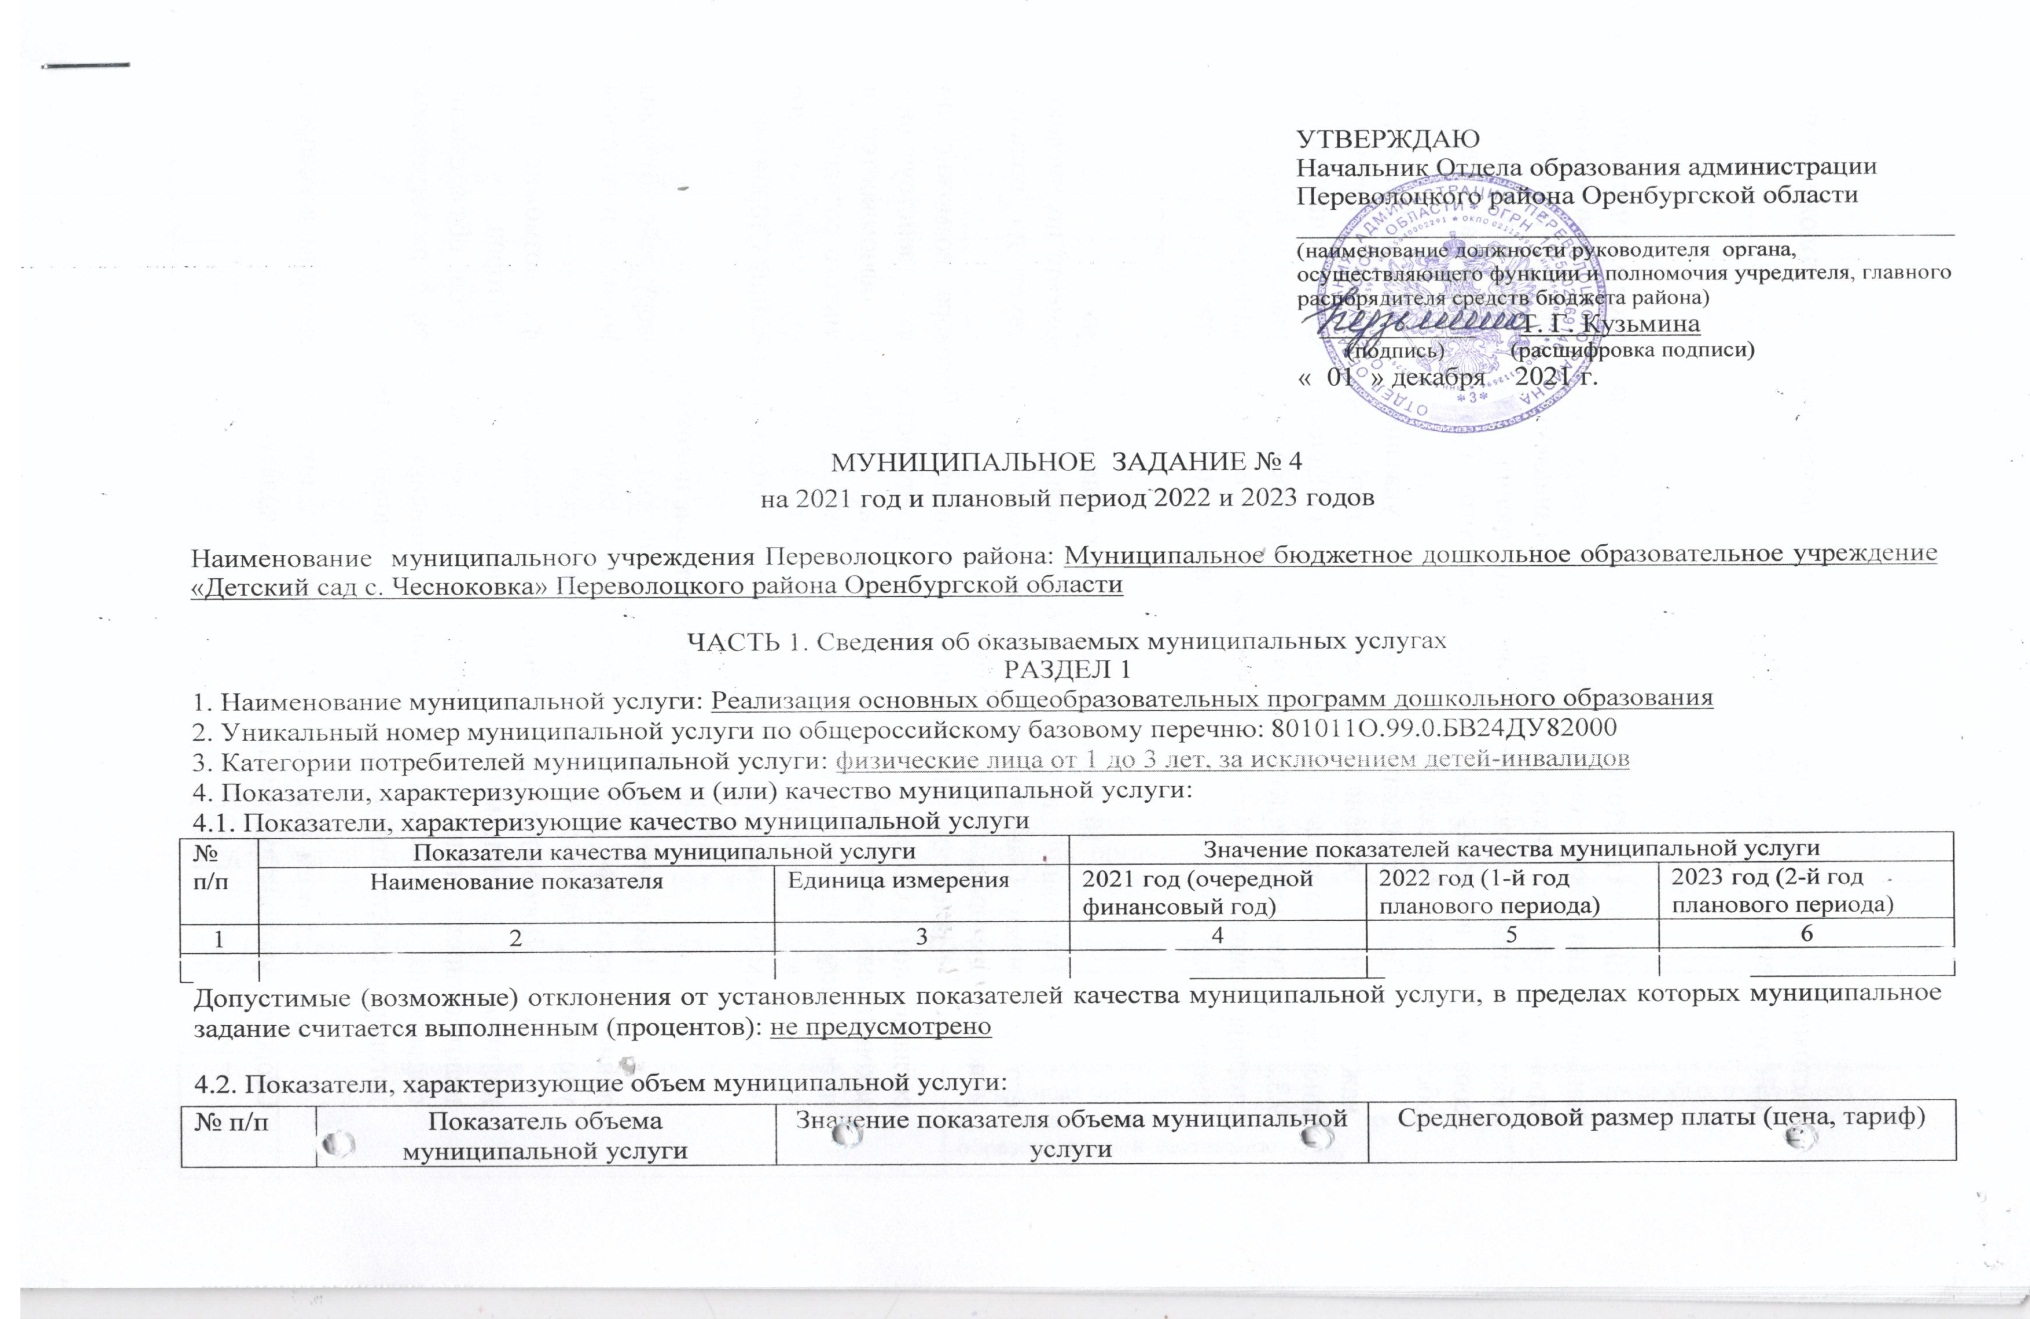 УТВЕРЖДАЮ
Начальник Отдела образования администрации
Переволоцкого района Оренбургской области
(наименование должности руководителя органа,
осуществляющего функции и полномочия учредителя, главного
распорядителя средств бюджета района)
Т. Г. Кузьмина
(подпись) (расшифровка подписи)
« 01 » декабря 2021 г.
МУНИЦИПАЛЬНОЕ ЗАДАНИЕ № 4
на 2021 год и плановый период 2022 и 2023 годов
Наименование муниципального учреждения Переволоцкого района: Муниципальное бюджетное дошкольное образовательное учреждение
«Детский сад с. Чесноковка» Переволоцкого района Оренбургской области
ЧАСТЬ 1. Сведения об оказываемых муниципальных услугах
РАЗДЕЛ 1
1. Наименование муниципальной услуги: Реализация основных общеобразовательных программ дошкольного образования
2. Уникальный номер муниципальной услуги по общероссийскому базовому перечню: 801011О.99.0.БВ24ДУ82000
3. Категории потребителей муниципальной услуги: физические лица от 1 до 3 лет, за исключением детей-инвалидов
4. Показатели, характеризующие объем и (или) качество муниципальной услуги:
4.1. Показатели, характеризующие качество муниципальной услуги
№ Показатели качества муниципальной услуги Значение показателей качества муниципальной услуги
п/п Наименование показателя Единица измерения 2021 год (очередной 2022 год (1-й год 2023 год (2-й год
финансовый год) планового периода) планового периода)
1 2 3 4 5 6
Допустимые (возможные) отклонения от установленных показателей качества муниципальной услуги, в пределах которых муниципальное
задание считается выполненным (процентов): не предусмотрено
4.2. Показатели, характеризующие объем муниципальной услуги:
№ п/п Показатель объема Значение показателя объема муниципальной Среднегодовой размер платы (цена, тариф)
муниципальной услуги услуги